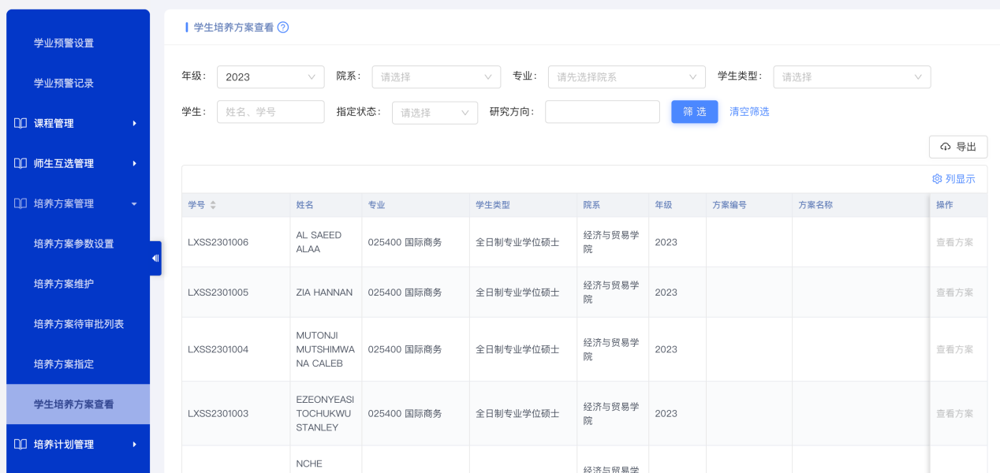 学业预警设置
学业预警记录
课程管理
师生互选管理
培养方案管理
培养方案参数设置
培养方案维护
培养方案待审批列表
培养方案指定
学生培养方案查看
培养计划管理
学生培养方案查看
年级： 2023 院系： 请选择 专业： 请先选择院系 学生类型： 请选择
学生： 姓名、学号 指定状态： 请选择 研究方向： 筛 选 清空筛选
导出
列显示
学号 姓名 专业 学生类型 院系 年级 方案编号 方案名称 操作
LXSS2301006 AL SAEED ALAA 025400 国际商务 全日制专业学位硕士 经济与贸易学院 2023 查看方案
LXSS2301005 ZIA HANNAN 025400 国际商务 全日制专业学位硕士 经济与贸易学院 2023 查看方案
LXSS2301004 MUTONJI MUTSHIMWANA CALEB 025400 国际商务 全日制专业学位硕士 经济与贸易学院 2023 查看方案
LXSS2301003 EZEONYEASI TOCHUKWU STANLEY 025400 国际商务 全日制专业学位硕士 经济与贸易学院 2023 查看方案
NCHE 经济与贸易学